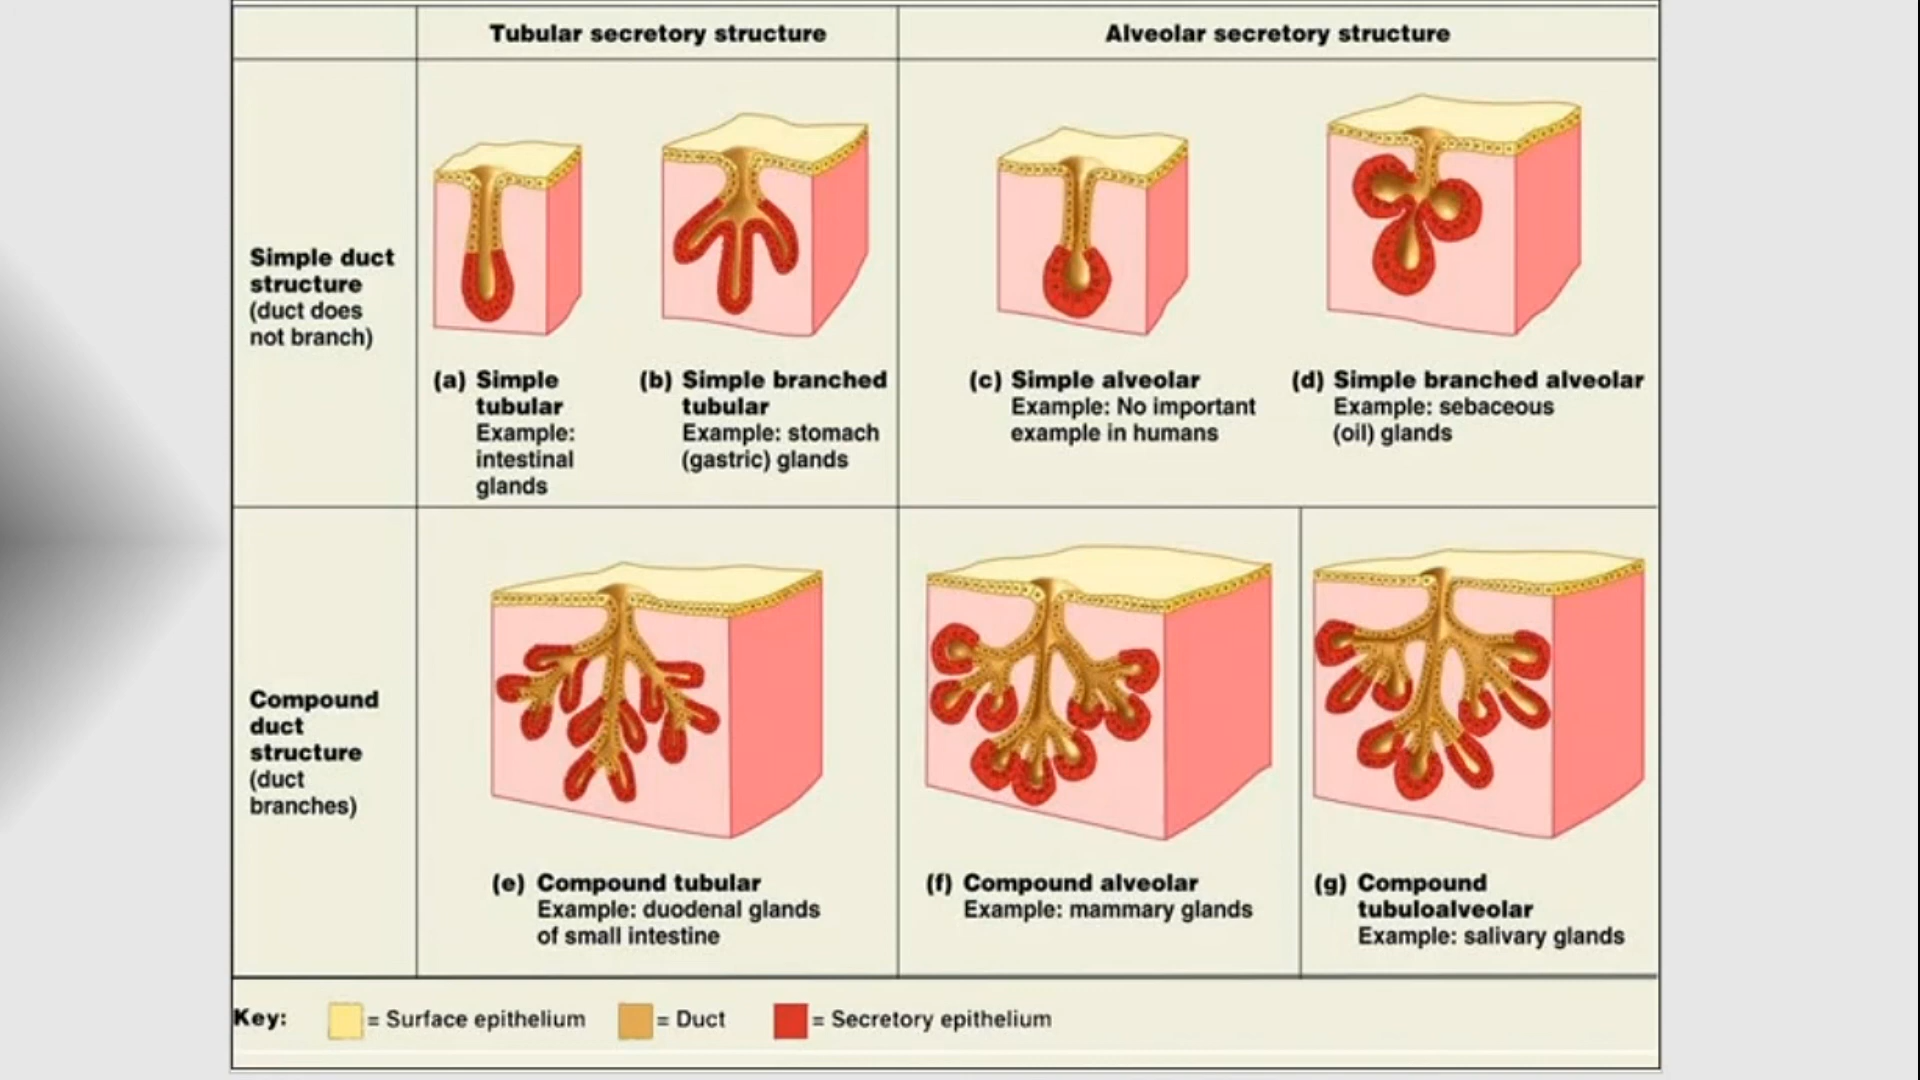 Tubular secretory structure
Alveolar secretory structure
Simple duct
structure
(duct does
not branch)
(a) Simple
tubular
Example:
intestinal
glands
(b) Simple branched
tubular
Example: stomach
(gastric) glands
(c) Simple alveolar
Example: No important
example in humans
(d) Simple branched alveolar
Example: sebaceous
(oil) glands
Compound
duct
structure
(duct
branches)
(e) Compound tubular
Example: duodenal glands
of small intestine
(f) Compound alveolar
Example: mammary glands
(g) Compound
tubuloalveolar
Example: salivary glands
Key:
= Surface epithelium
= Duct
= Secretory epithelium